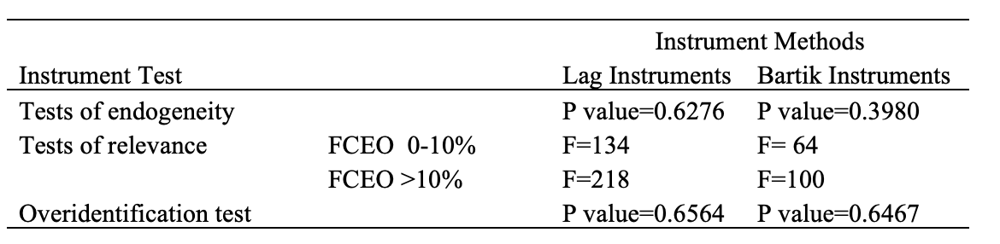 Instrument Methods
Instrument Test Lag Instruments Bartik Instruments
Tests of endogeneity P value=0.6276 P value=0.3980
Tests of relevance FCEO 0-10% F=134 F= 64
FCEO >10% F=218 F=100
Overidentification test P value=0.6564 P value=0.6467